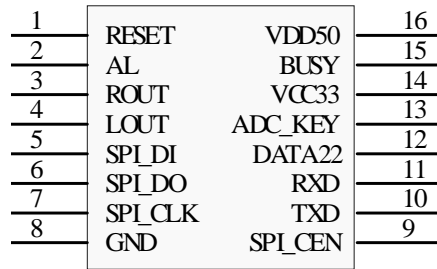 1 RESET VDD50 16
2 AL BUSY 15
3 ROUT VCC33 14
4 LOUT ADC_KEY 13
5 SPI_DI DATA22 12
6 SPI_DO RXD 11
7 SPI_CLK TXD 10
8 GND SPI_CEN 9